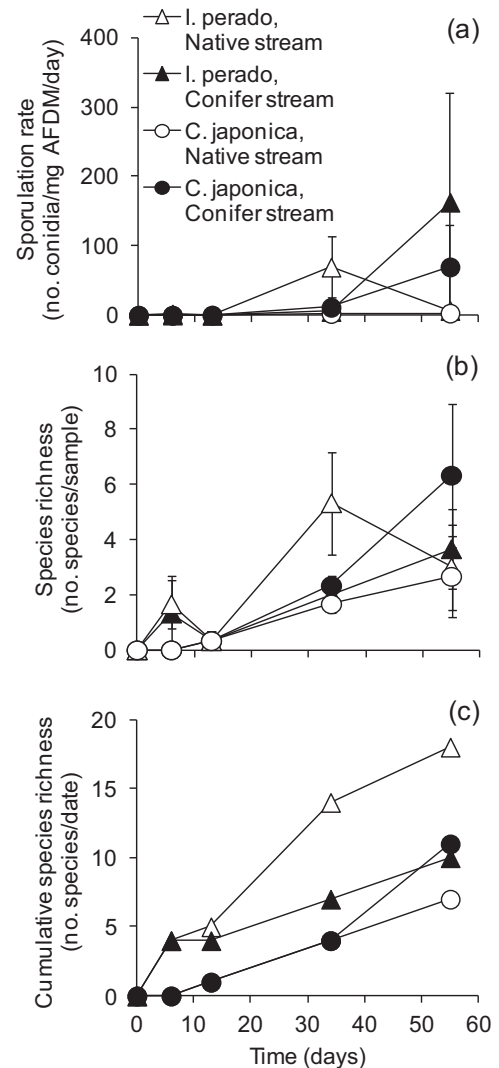 (a)
I. perado,
Native stream
I. perado,
Conifer stream
C. japonica,
Native stream
C. japonica,
Conifer stream
Sporulation rate
(no. conidia/mg AFDM/day)
400
300
200
100
0
(b)
Species richness
(no. species/sample)
10
8
6
4
2
0
(c)
Cumulative species richness
(no. species/date)
20
15
10
5
0
0 10 20 30 40 50 60
Time (days)